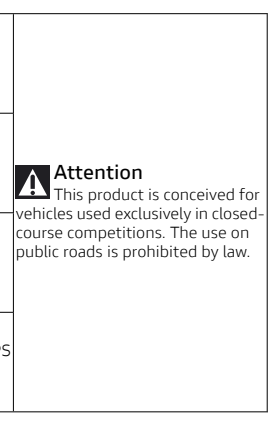 Attention
This product is conceived for
vehicles used exclusively in closed-
course competitions. The use on
public roads is prohibited by law.